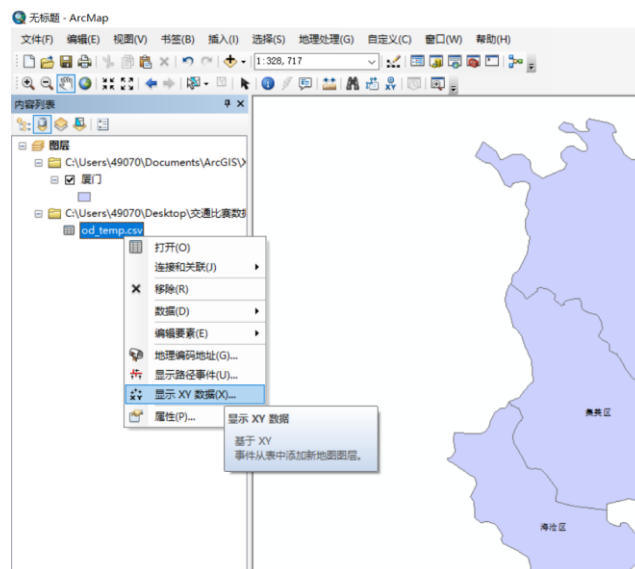 无标题 - ArcMap
文件(F) 编辑(E) 视图(V) 书签(B) 插入(I) 选择(S) 地理处理(G) 自定义(C) 窗口(W) 帮助(H)
1:328,717
内容列表
图层
C:\Users\49070\Documents\ArcGIS\
厦门
C:\Users\49070\Desktop\交通比赛数据
od_temp.csv
打开(O)
连接和关联(J)
移除(R)
数据(D)
编辑要素(E)
地理编码地址(G)...
显示路径事件(U)...
显示 XY 数据(X)...
属性(P)...
显示 XY 数据
基于 XY
事件从表中添加新地图图层。
集美区
海沧区